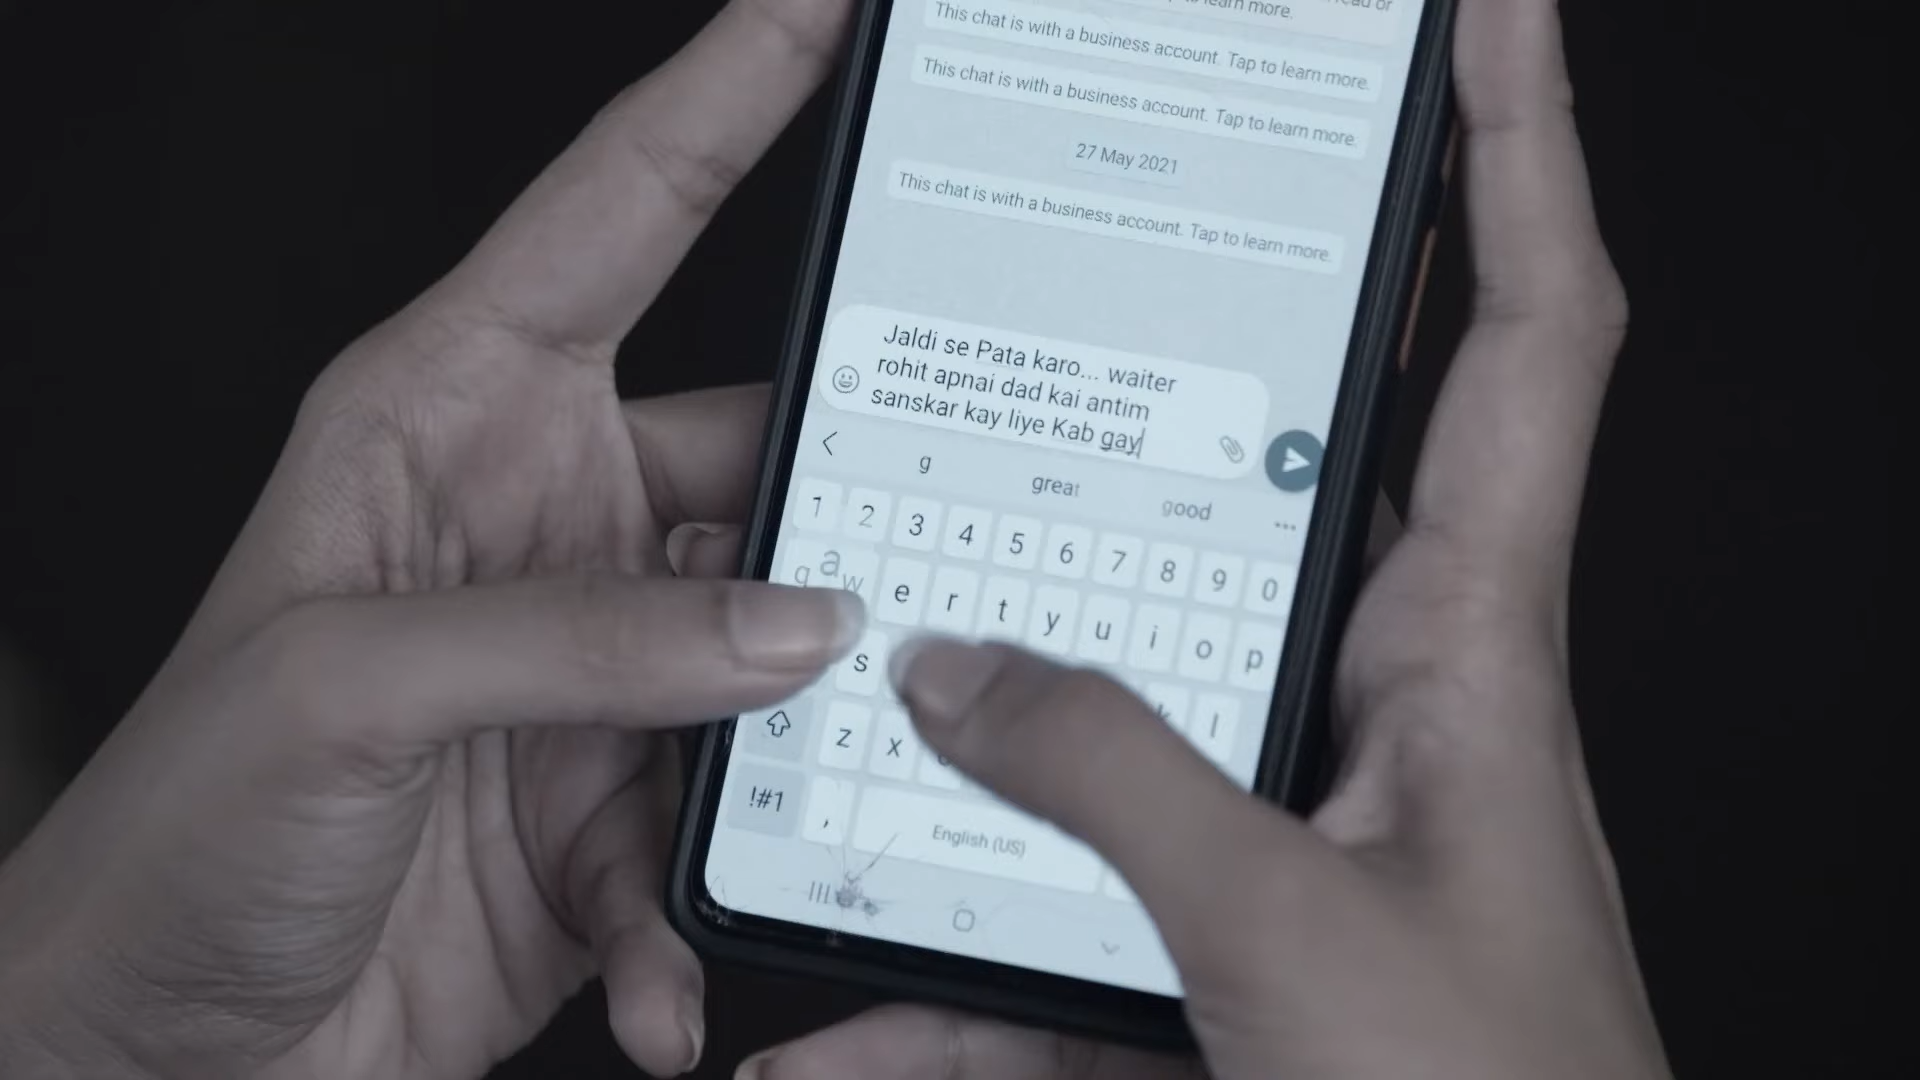 to learn more.
This chat is with a business account. Tap to learn more.
This chat is with a business account. Tap to learn more.
27 May 2021
This chat is with a business account. Tap to learn more.
Jaldi se Pata karo... waiter
rohit apnai dad kai antim
sanskar kay liye Kab gay
g great good
1 2 3 4 5 6 7 8 9 0
q a w e r t y u i o p
s k l
z x
!#1 , English (US)